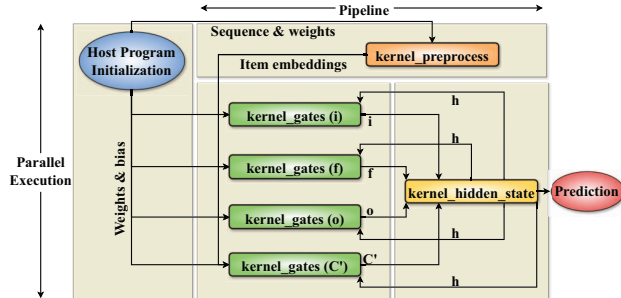 Pipeline
Sequence & weights
Host Program
Initialization
kernel_preprocess
Item embeddings
h
kernel_gates (i)
i
h
Parallel
Execution
Weights & bias
kernel_gates (f)
f
kernel_hidden_state
Prediction
kernel_gates (o)
o
h
kernel_gates (C')
C'
h